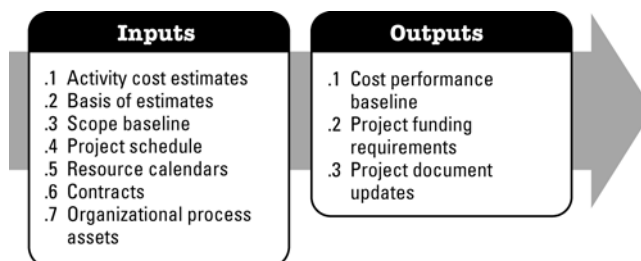 Inputs
.1 Activity cost estimates
.2 Basis of estimates
.3 Scope baseline
.4 Project schedule
.5 Resource calendars
.6 Contracts
.7 Organizational process
assets
Outputs
.1 Cost performance
baseline
.2 Project funding
requirements
.3 Project document
updates